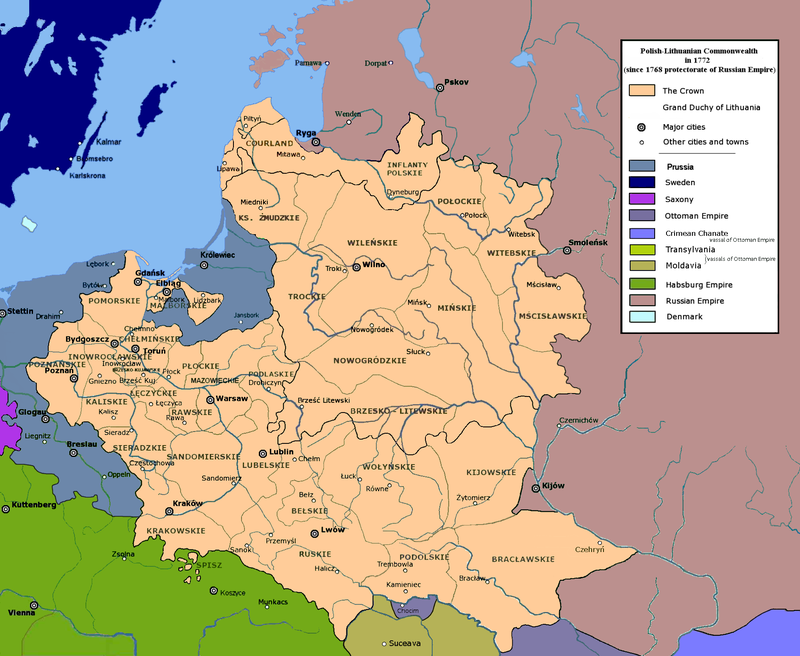 Polish-Lithuanian Commonwealth
in 1772
(since 1768 protectorate of Russian Empire)
The Crown
Grand Duchy of Lithuania
Major cities
Other cities and towns
Prussia
Sweden
Saxony
Ottoman Empire
Crimean Chanate
vassal of Ottoman Empire
Transylvania
(vassals of Ottoman Empire
Moldavia
Habsburg Empire
Russian Empire
Denmark
Parnawa
Dorpat
Pskov
Piltyń
Wenden
Ryga
Kalmar
COURLAND
Mitawa
Bromsebro
Lipawa
INFLANTY
POLSKIE
Karlskrona
Dyneburg
Miedniki
POŁOCKIE
KS. ŻMUDZKIE
Połock
Witebsk
WILEŃSKIE
Smoleńsk
WITEBSKIE
Królewiec
Lębork
Troki
Wilno
Gdańsk
Bytów
Elbląg
Mścisław
POMORSKIE
Malbork
Lidzbark
MALBORSKIE
TROCKIE
Mińsk
MIŃSKIE
Stettin
Drahim
MŚCISŁAWSKIE
Jansbork
Chełmno
Nowogródek
Bydgoszcz
CHEŁMIŃSKIE
Toruń
Słuck
INOWROCŁAWSKIE
Inowrocław
NOWOGRÓDZKIE
POZNAŃSKIE
PŁOCKIE
Poznań
BRZESKO KUJAWSKIE
Płock
PODLASKIE
Gniezno
Brześć Kuj.
MAZOWIECKIE
Drohiczyn
ŁĘCZYCKIE
KALISKIE
Łęczyca
Warsaw
Brześć Litewski
Glogau
Kalisz
RAWSKIE
BRZESKO - LITEWSKIE
Rawa
Czernichów
Liegnitz
Sieradz
Breslau
SIERADZKIE
Lublin
SANDOMIERSKIE
Chełm
Częstochowa
LUBELSKIE
WOŁYŃSKIE
KIJOWSKIE
Oppeln
Sandomierz
Łuck
Równe
Kijów
Bełz
Żytomierz
Kuttenberg
Kraków
BEŁSKIE
KRAKOWSKIE
Lwów
Przemyśl
Zsolna
Sanok
RUSKIE
PODOLSKIE
BRACŁAWSKIE
Czehryń
SPISZ
Trembowla
Halicz
Bracław
Koszyce
Kamieniec
Munkacs
Vienna
Chocim
Suceava